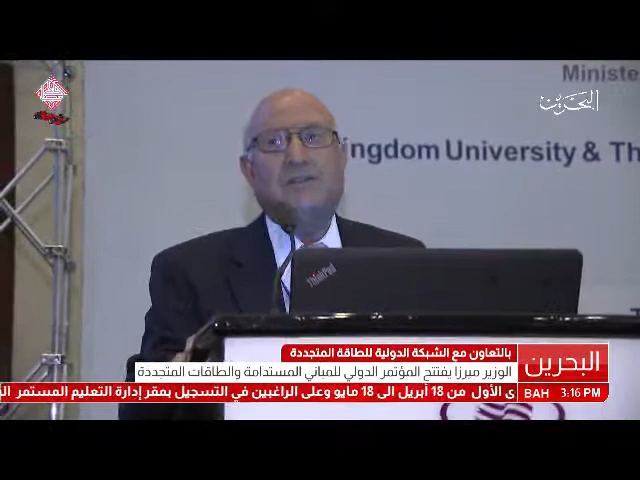 Ministe
البحرين
ingdom University & Th
ThinkPad
بالتعاون مع الشبكة الدولية للطاقة المتجددة
الوزير ميرزا يفتتح المؤتمر الدولي للمباني المستدامة والطاقات المتجددة
البحرين
ى الأول من 18 أبريل الى 18 مايو وعلى الراغبين في التسجيل بمقر إدارة التعليم المستمر
BAH 3:16 PM